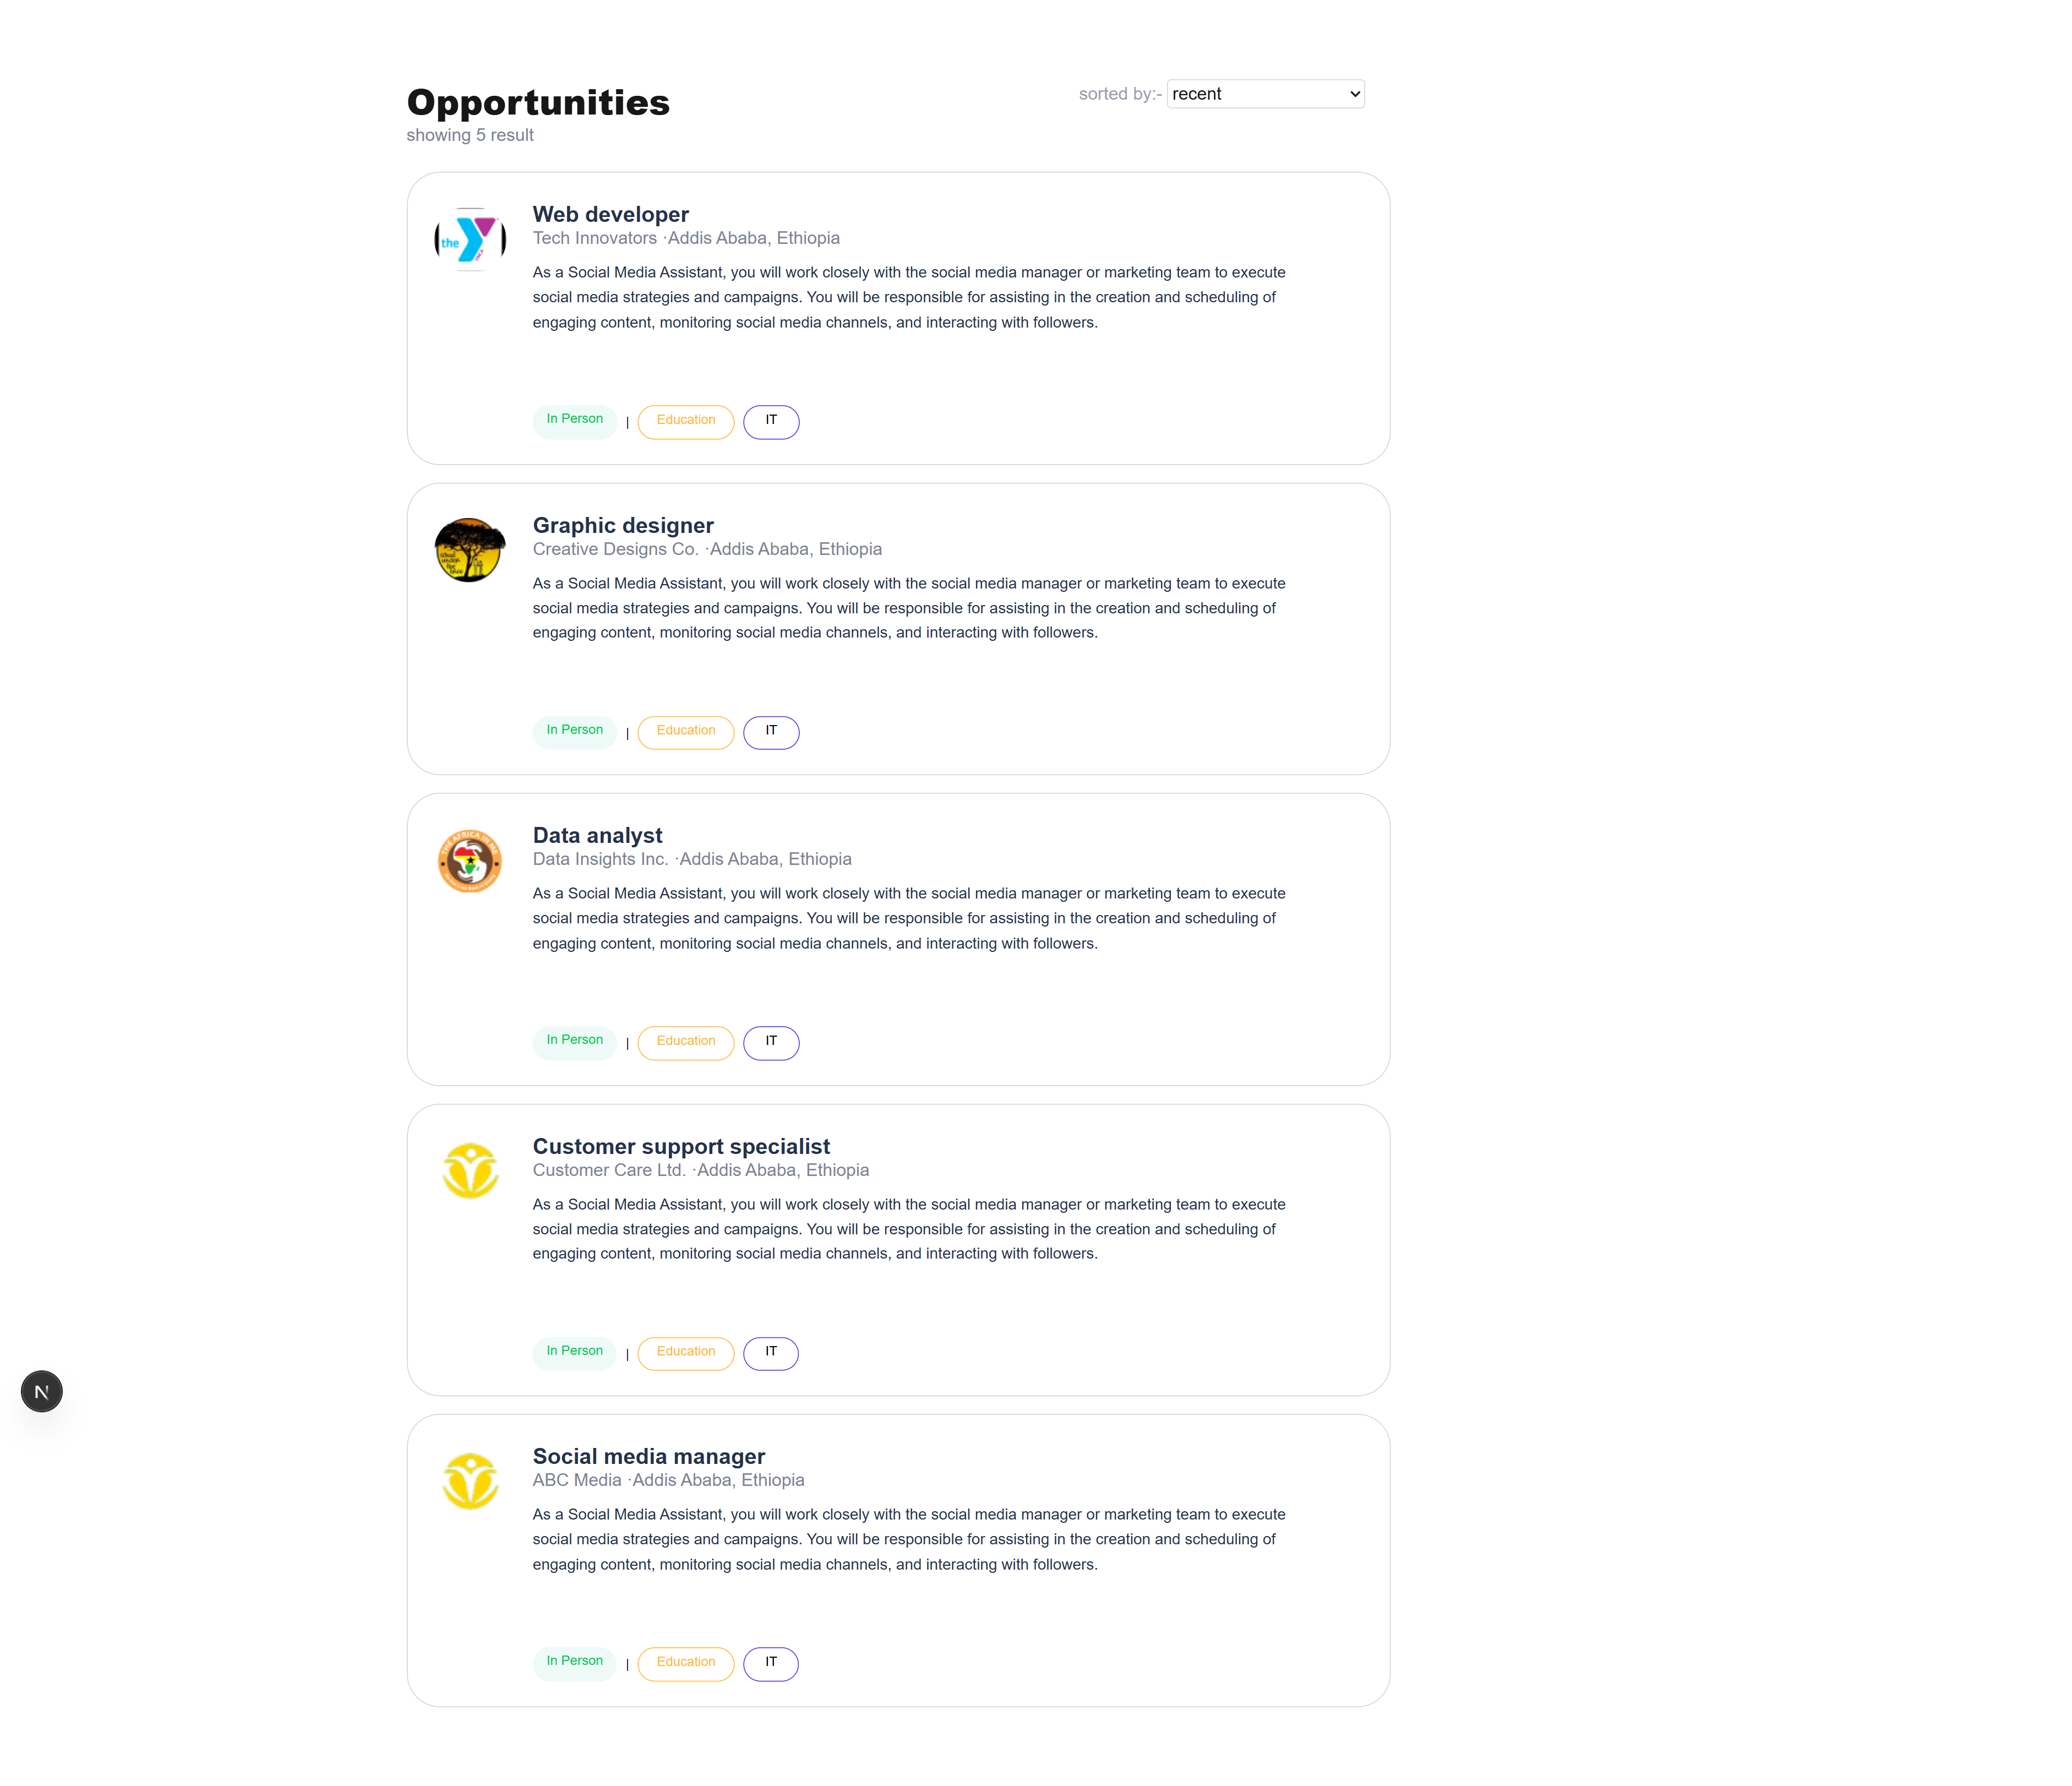 Opportunities
sorted by:- recent
showing 5 result
the
Web developer
Tech Innovators ·Addis Ababa, Ethiopia
As a Social Media Assistant, you will work closely with the social media manager or marketing team to execute
social media strategies and campaigns. You will be responsible for assisting in the creation and scheduling of
engaging content, monitoring social media channels, and interacting with followers.
In Person | Education IT
Graphic designer
Creative Designs Co. ·Addis Ababa, Ethiopia
As a Social Media Assistant, you will work closely with the social media manager or marketing team to execute
social media strategies and campaigns. You will be responsible for assisting in the creation and scheduling of
engaging content, monitoring social media channels, and interacting with followers.
In Person | Education IT
THE AFRICA IN ME
Data analyst
Data Insights Inc. ·Addis Ababa, Ethiopia
As a Social Media Assistant, you will work closely with the social media manager or marketing team to execute
social media strategies and campaigns. You will be responsible for assisting in the creation and scheduling of
engaging content, monitoring social media channels, and interacting with followers.
In Person | Education IT
Customer support specialist
Customer Care Ltd. ·Addis Ababa, Ethiopia
As a Social Media Assistant, you will work closely with the social media manager or marketing team to execute
social media strategies and campaigns. You will be responsible for assisting in the creation and scheduling of
engaging content, monitoring social media channels, and interacting with followers.
In Person | Education IT
N
Social media manager
ABC Media ·Addis Ababa, Ethiopia
As a Social Media Assistant, you will work closely with the social media manager or marketing team to execute
social media strategies and campaigns. You will be responsible for assisting in the creation and scheduling of
engaging content, monitoring social media channels, and interacting with followers.
In Person | Education IT